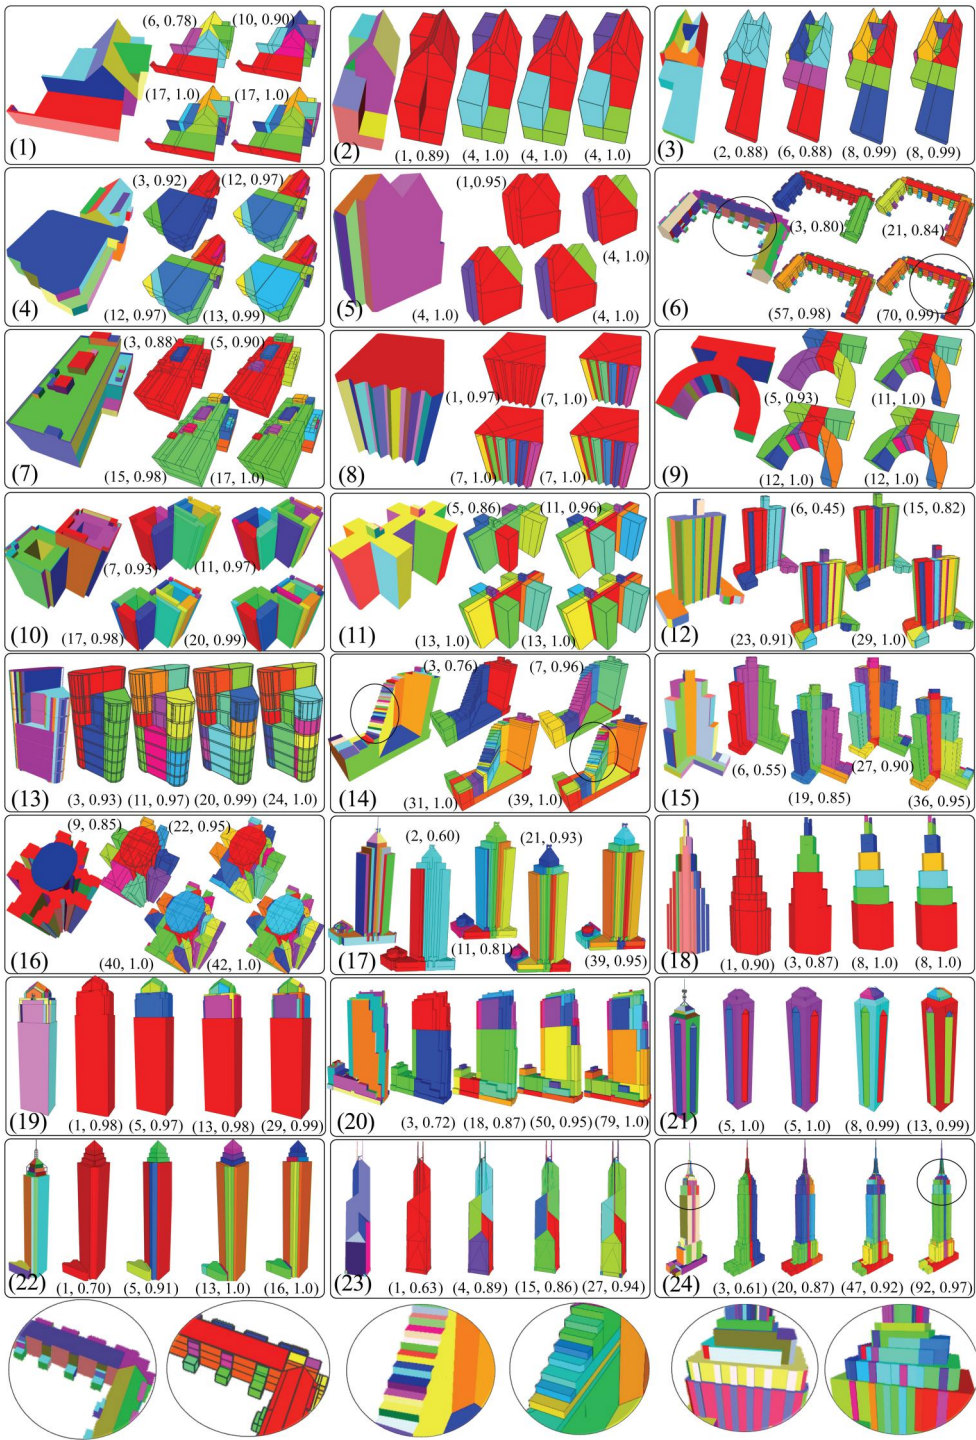 (6, 0.78) (10, 0.90)
(17, 1.0) (17, 1.0)
(1)
(1, 0.89) (4, 1.0) (4, 1.0) (4, 1.0)
(2)
(2, 0.88) (6, 0.88) (8, 0.99) (8, 0.99)
(3)
(3, 0.92) (12, 0.97)
(12, 0.97) (13, 0.99)
(4)
(1,0.95)
(4, 1.0)
(4, 1.0) (4, 1.0)
(5)
(3, 0.80) (21, 0.84)
(57, 0.98) (70, 0.99)
(6)
(3, 0.88) (5, 0.90)
(15, 0.98) (17, 1.0)
(7)
(1, 0.97) (7, 1.0)
(7, 1.0) (7, 1.0)
(8)
(5, 0.93) (11, 1.0)
(12, 1.0) (12, 1.0)
(9)
(7, 0.93) (11, 0.97)
(17, 0.98) (20, 0.99)
(10)
(5, 0.86) (11, 0.96)
(13, 1.0) (13, 1.0)
(11)
(6, 0.45) (15, 0.82)
(23, 0.91) (29, 1.0)
(12)
(3, 0.93) (11, 0.97) (20, 0.99) (24, 1.0)
(13)
(3, 0.76) (7, 0.96)
(31, 1.0) (39, 1.0)
(14)
(6, 0.55) (27, 0.90)
(19, 0.85) (36, 0.95)
(15)
(9, 0.85) (22, 0.95)
(40, 1.0) (42, 1.0)
(16)
(2, 0.60) (21, 0.93)
(11, 0.81) (39, 0.95)
(17)
(1, 0.90) (3, 0.87) (8, 1.0) (8, 1.0)
(18)
(1, 0.98) (5, 0.97) (13, 0.98) (29, 0.99)
(19)
(3, 0.72) (18, 0.87) (50, 0.95) (79, 1.0)
(20)
(5, 1.0) (5, 1.0) (8, 0.99) (13, 0.99)
(21)
(1, 0.70) (5, 0.91) (13, 1.0) (16, 1.0)
(22)
(1, 0.63) (4, 0.89) (15, 0.86) (27, 0.94)
(23)
(3, 0.61) (20, 0.87) (47, 0.92) (92, 0.97)
(24)